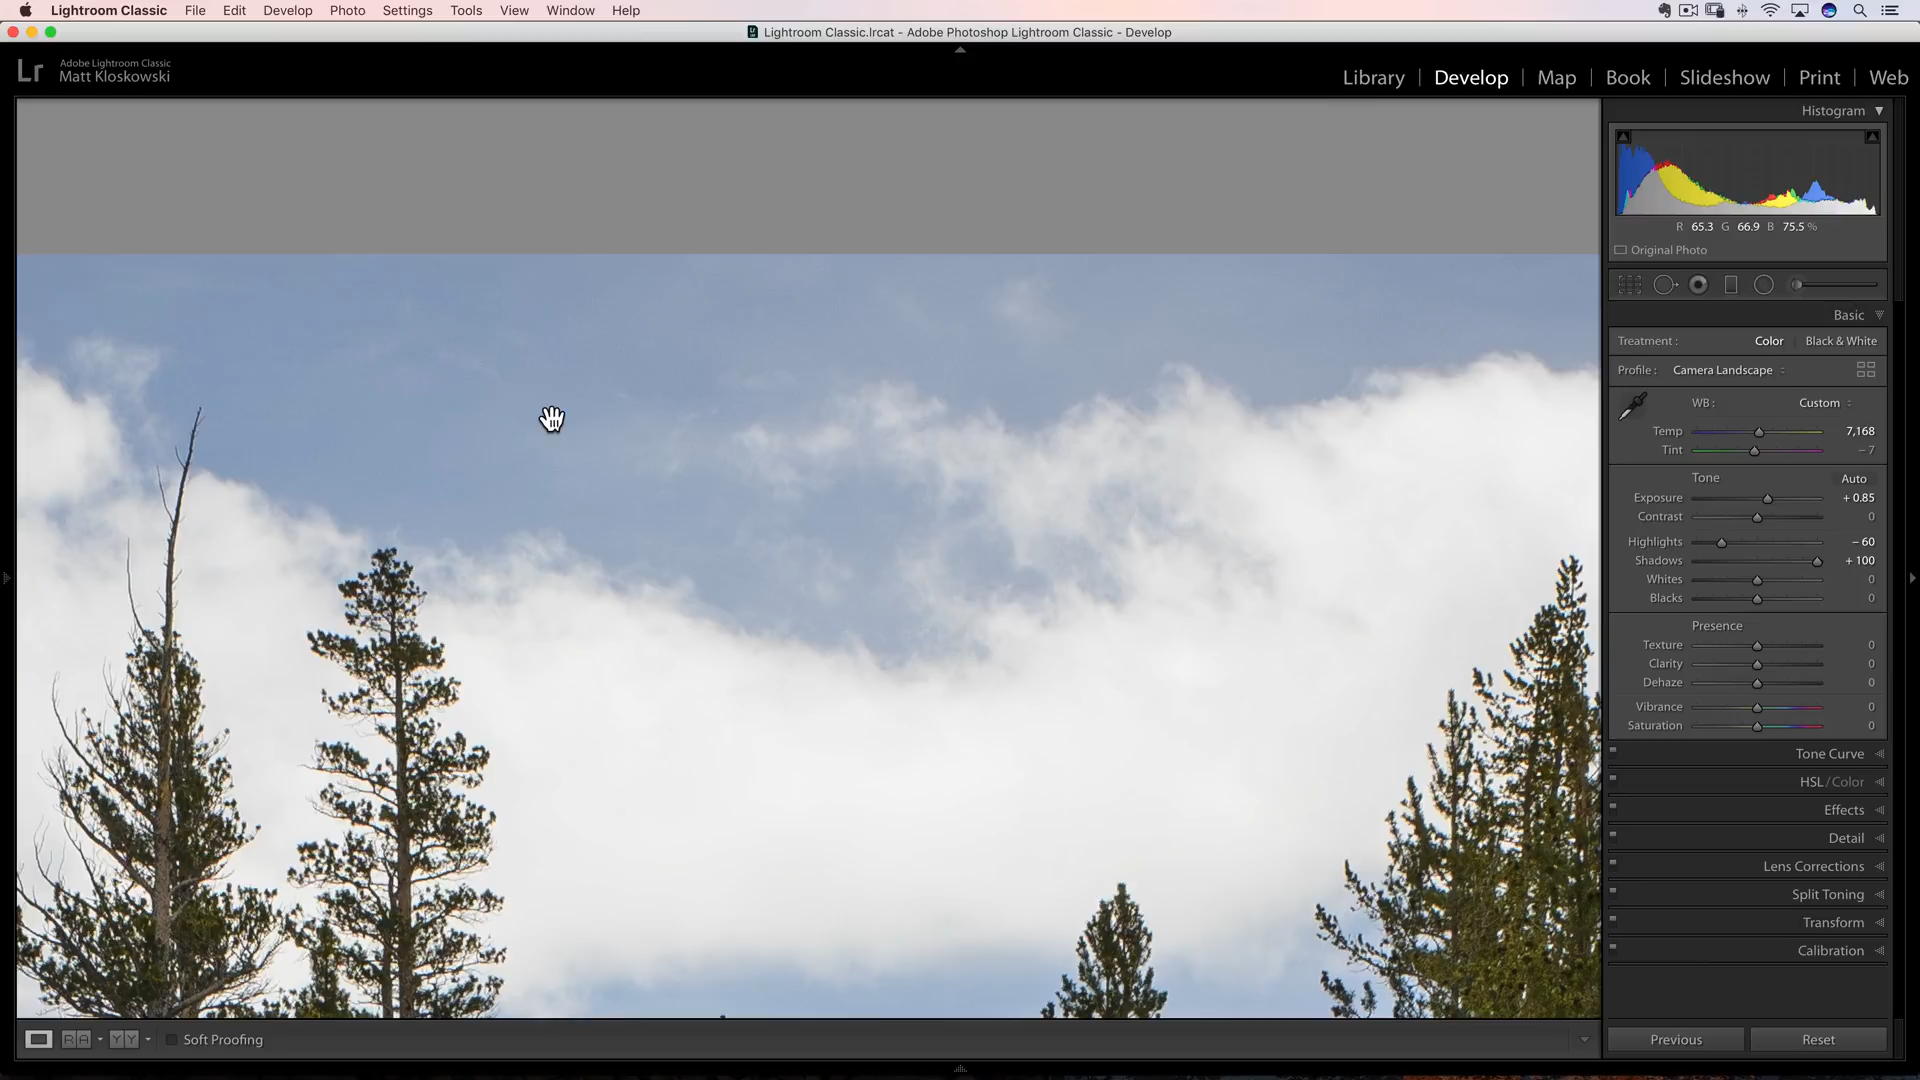 Lightroom Classic File Edit Develop Photo Settings Tools View Window Help
Lightroom Classic.lrcat - Adobe Photoshop Lightroom Classic - Develop
Lr Adobe Lightroom Classic
Matt Kloskowski
Library | Develop | Map | Book | Slideshow | Print | Web
Histogram
R 65.3 G 66.9 B 75.5 %
Original Photo
Basic
Treatment : Color Black & White
Profile : Camera Landscape
WB : Custom
Temp 7,168
Tint – 7
Tone Auto
Exposure + 0.85
Contrast 0
Highlights – 60
Shadows + 100
Whites 0
Blacks 0
Presence
Texture 0
Clarity 0
Dehaze 0
Vibrance 0
Saturation 0
Tone Curve
HSL / Color
Effects
Detail
Lens Corrections
Split Toning
Transform
Calibration
R A Y Y Soft Proofing
Previous Reset